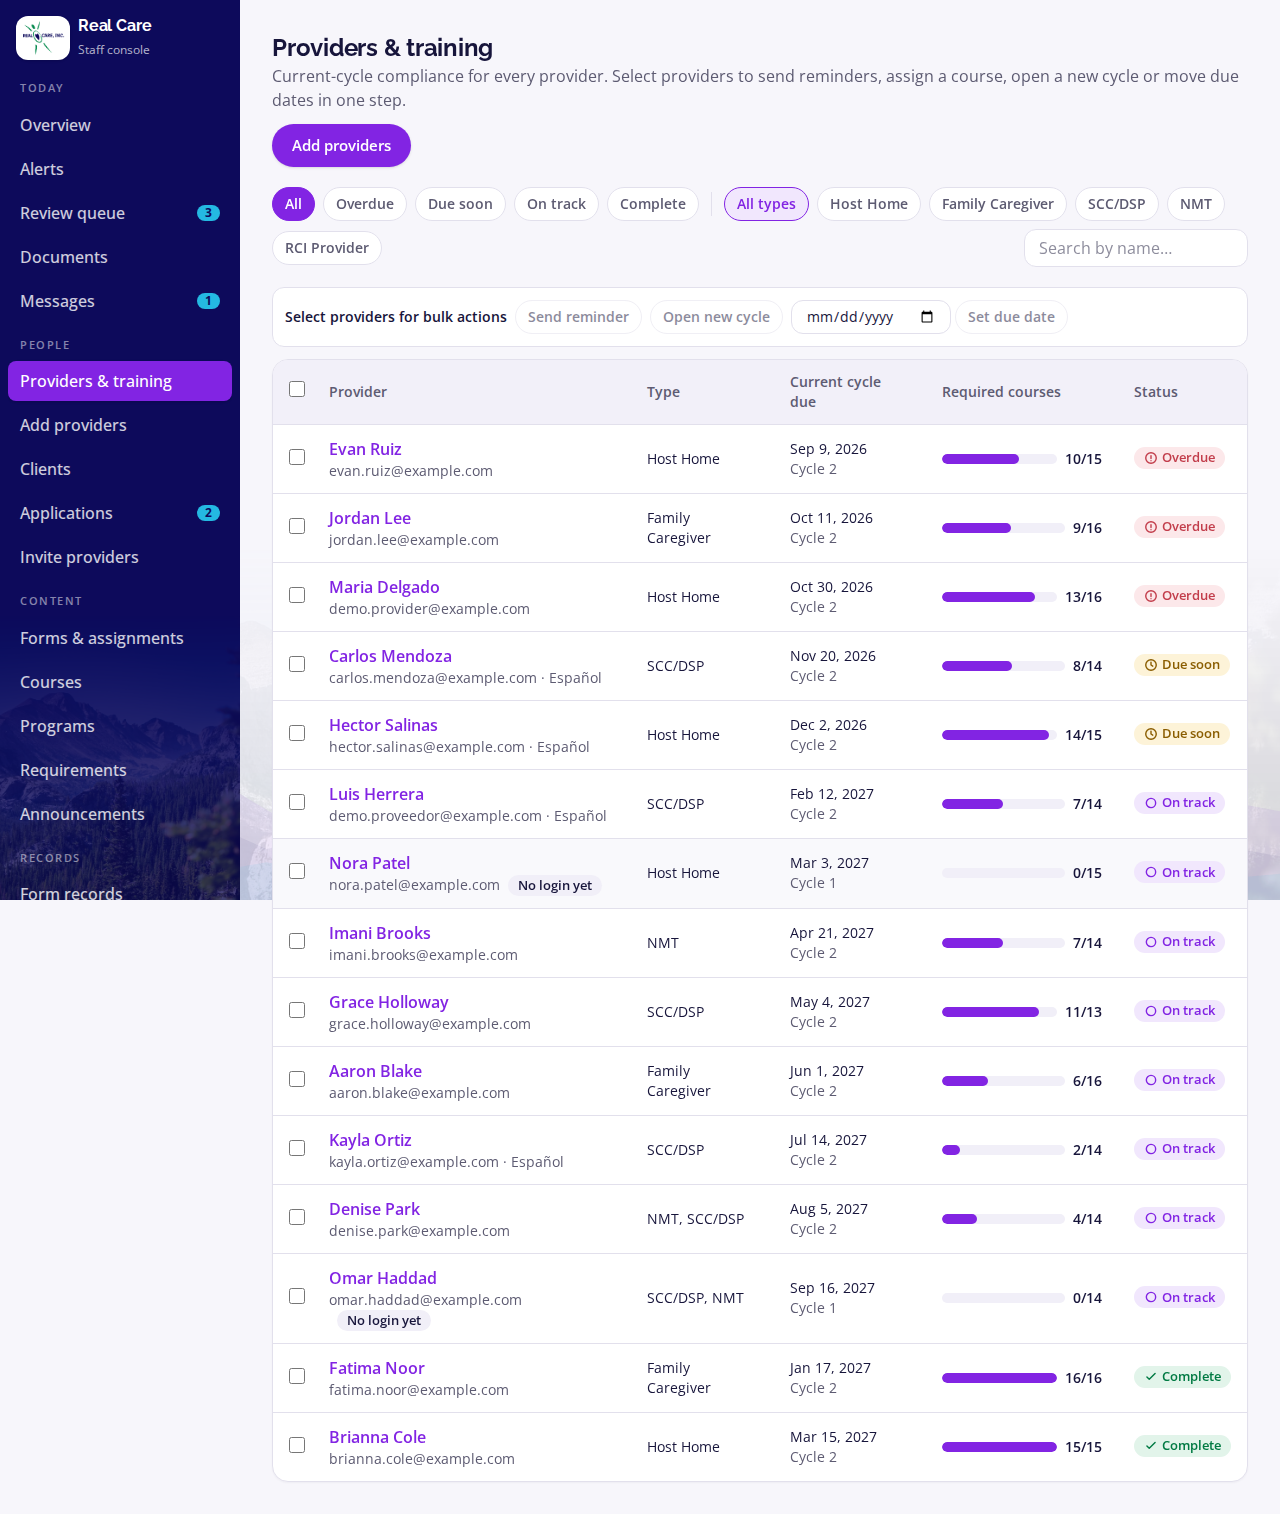 REAL CARE, INC.
Real Care
Staff console
TODAY
Overview
Alerts
Review queue 3
Documents
Messages 1
PEOPLE
Providers & training
Add providers
Clients
Applications 2
Invite providers
CONTENT
Forms & assignments
Courses
Programs
Requirements
Announcements
RECORDS
Form records
Providers & training
Current-cycle compliance for every provider. Select providers to send reminders, assign a course, open a new cycle or move due
dates in one step.
Add providers
All Overdue Due soon On track Complete All types Host Home Family Caregiver SCC/DSP NMT
RCI Provider Search by name...
Select providers for bulk actions Send reminder Open new cycle mm/dd/yyyy Set due date
Provider Type Current cycle due Required courses Status
Evan Ruiz
evan.ruiz@example.com
Host Home
Sep 9, 2026
Cycle 2
10/15
Overdue
Jordan Lee
jordan.lee@example.com
Family
Caregiver
Oct 11, 2026
Cycle 2
9/16
Overdue
Maria Delgado
demo.provider@example.com
Host Home
Oct 30, 2026
Cycle 2
13/16
Overdue
Carlos Mendoza
carlos.mendoza@example.com · Español
SCC/DSP
Nov 20, 2026
Cycle 2
8/14
Due soon
Hector Salinas
hector.salinas@example.com · Español
Host Home
Dec 2, 2026
Cycle 2
14/15
Due soon
Luis Herrera
demo.proveedor@example.com · Español
SCC/DSP
Feb 12, 2027
Cycle 2
7/14
On track
Nora Patel
nora.patel@example.com No login yet
Host Home
Mar 3, 2027
Cycle 1
0/15
On track
Imani Brooks
imani.brooks@example.com
NMT
Apr 21, 2027
Cycle 2
7/14
On track
Grace Holloway
grace.holloway@example.com
SCC/DSP
May 4, 2027
Cycle 2
11/13
On track
Aaron Blake
aaron.blake@example.com
Family
Caregiver
Jun 1, 2027
Cycle 2
6/16
On track
Kayla Ortiz
kayla.ortiz@example.com · Español
SCC/DSP
Jul 14, 2027
Cycle 2
2/14
On track
Denise Park
denise.park@example.com
NMT, SCC/DSP
Aug 5, 2027
Cycle 2
4/14
On track
Omar Haddad
omar.haddad@example.com
No login yet
SCC/DSP, NMT
Sep 16, 2027
Cycle 1
0/14
On track
Fatima Noor
fatima.noor@example.com
Family
Caregiver
Jan 17, 2027
Cycle 2
16/16
Complete
Brianna Cole
brianna.cole@example.com
Host Home
Mar 15, 2027
Cycle 2
15/15
Complete